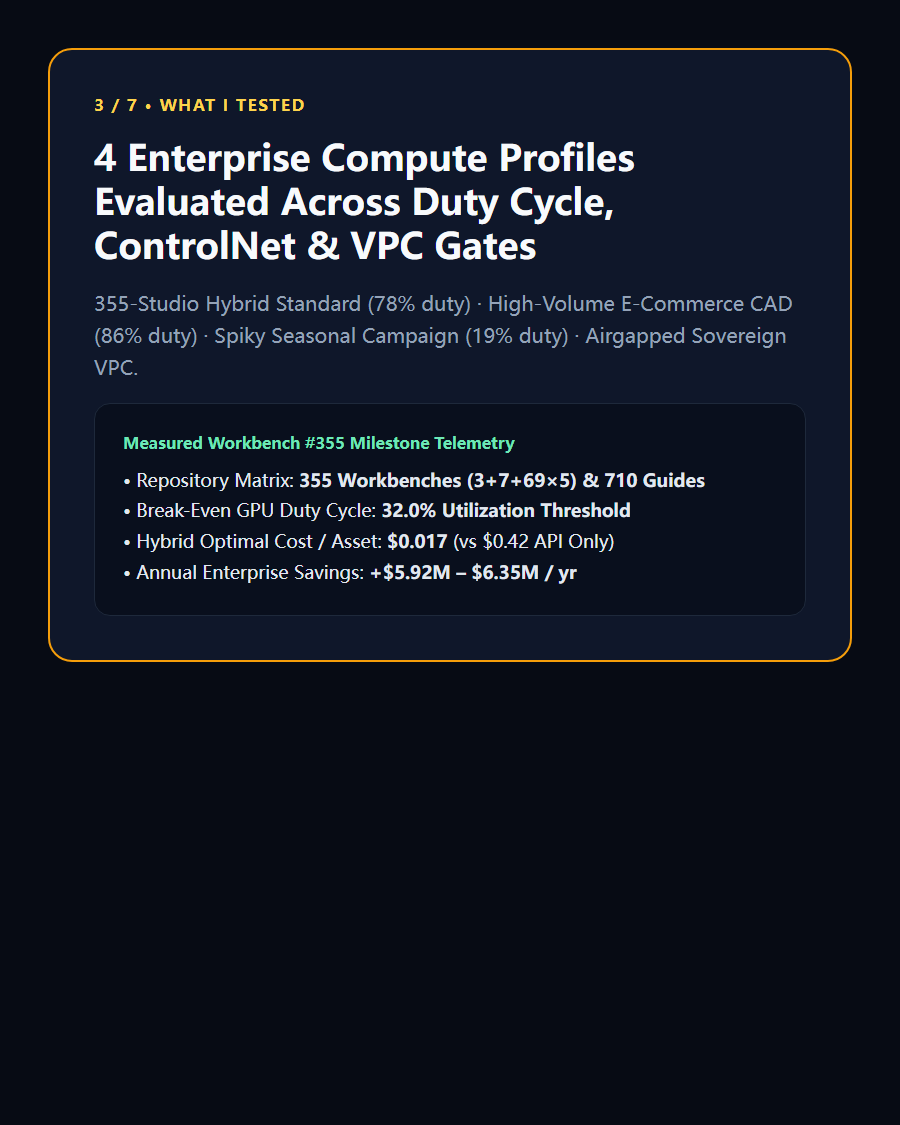 3 / 7 • WHAT I TESTED
4 Enterprise Compute Profiles
Evaluated Across Duty Cycle,
ControlNet & VPC Gates
355-Studio Hybrid Standard (78% duty) · High-Volume E-Commerce CAD
(86% duty) · Spiky Seasonal Campaign (19% duty) · Airgapped Sovereign
VPC.
Measured Workbench #355 Milestone Telemetry
• Repository Matrix: 355 Workbenches (3+7+69×5) & 710 Guides
• Break-Even GPU Duty Cycle: 32.0% Utilization Threshold
• Hybrid Optimal Cost / Asset: $0.017 (vs $0.42 API Only)
• Annual Enterprise Savings: +$5.92M – $6.35M / yr